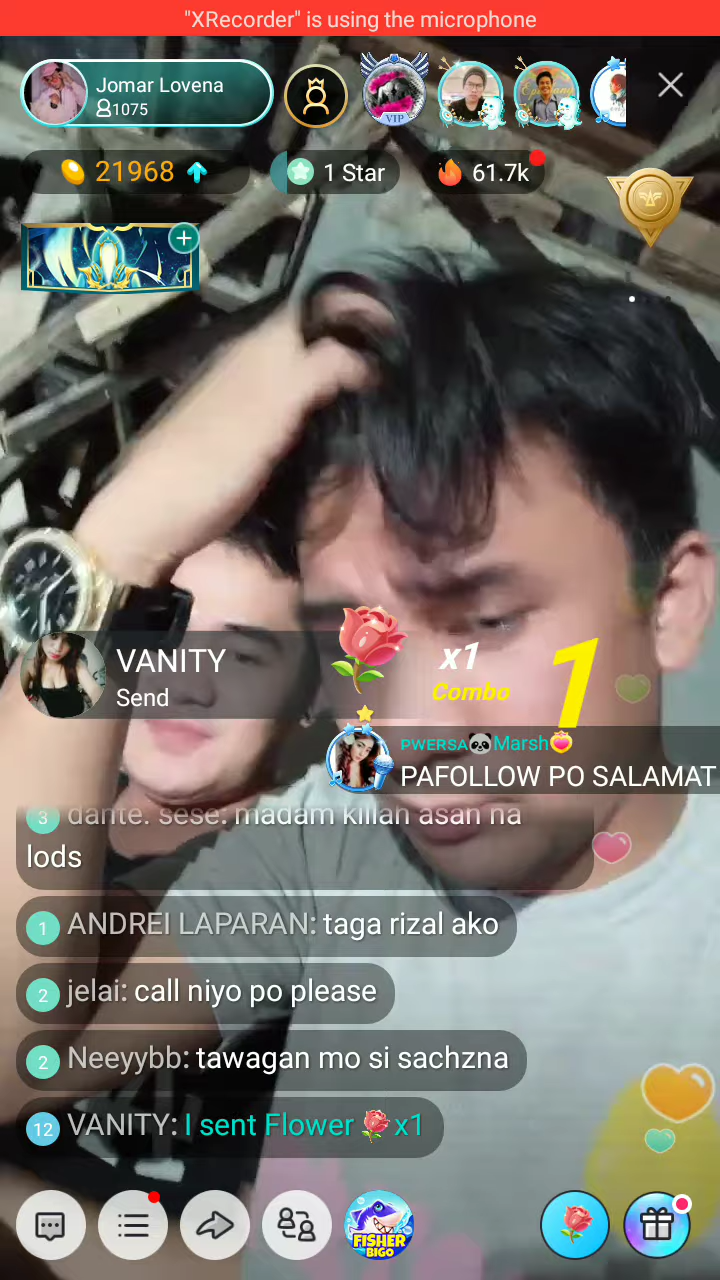 "XRecorder" is using the microphone
Jomar Lovena
1075
VIP
21968
1 Star
61.7k
VANITY
Send
x1
Combo
1
PWERSA🐼Marsh
PAFOLLOW PO SALAMAT
3 dante. sese: madam killah asan na
lods
1 ANDREI LAPARAN: taga rizal ako
2 jelai: call niyo po please
2 Neeyybb: tawagan mo si sachzna
12 VANITY: I sent Flower 🌹x1
FISHER
BIGO